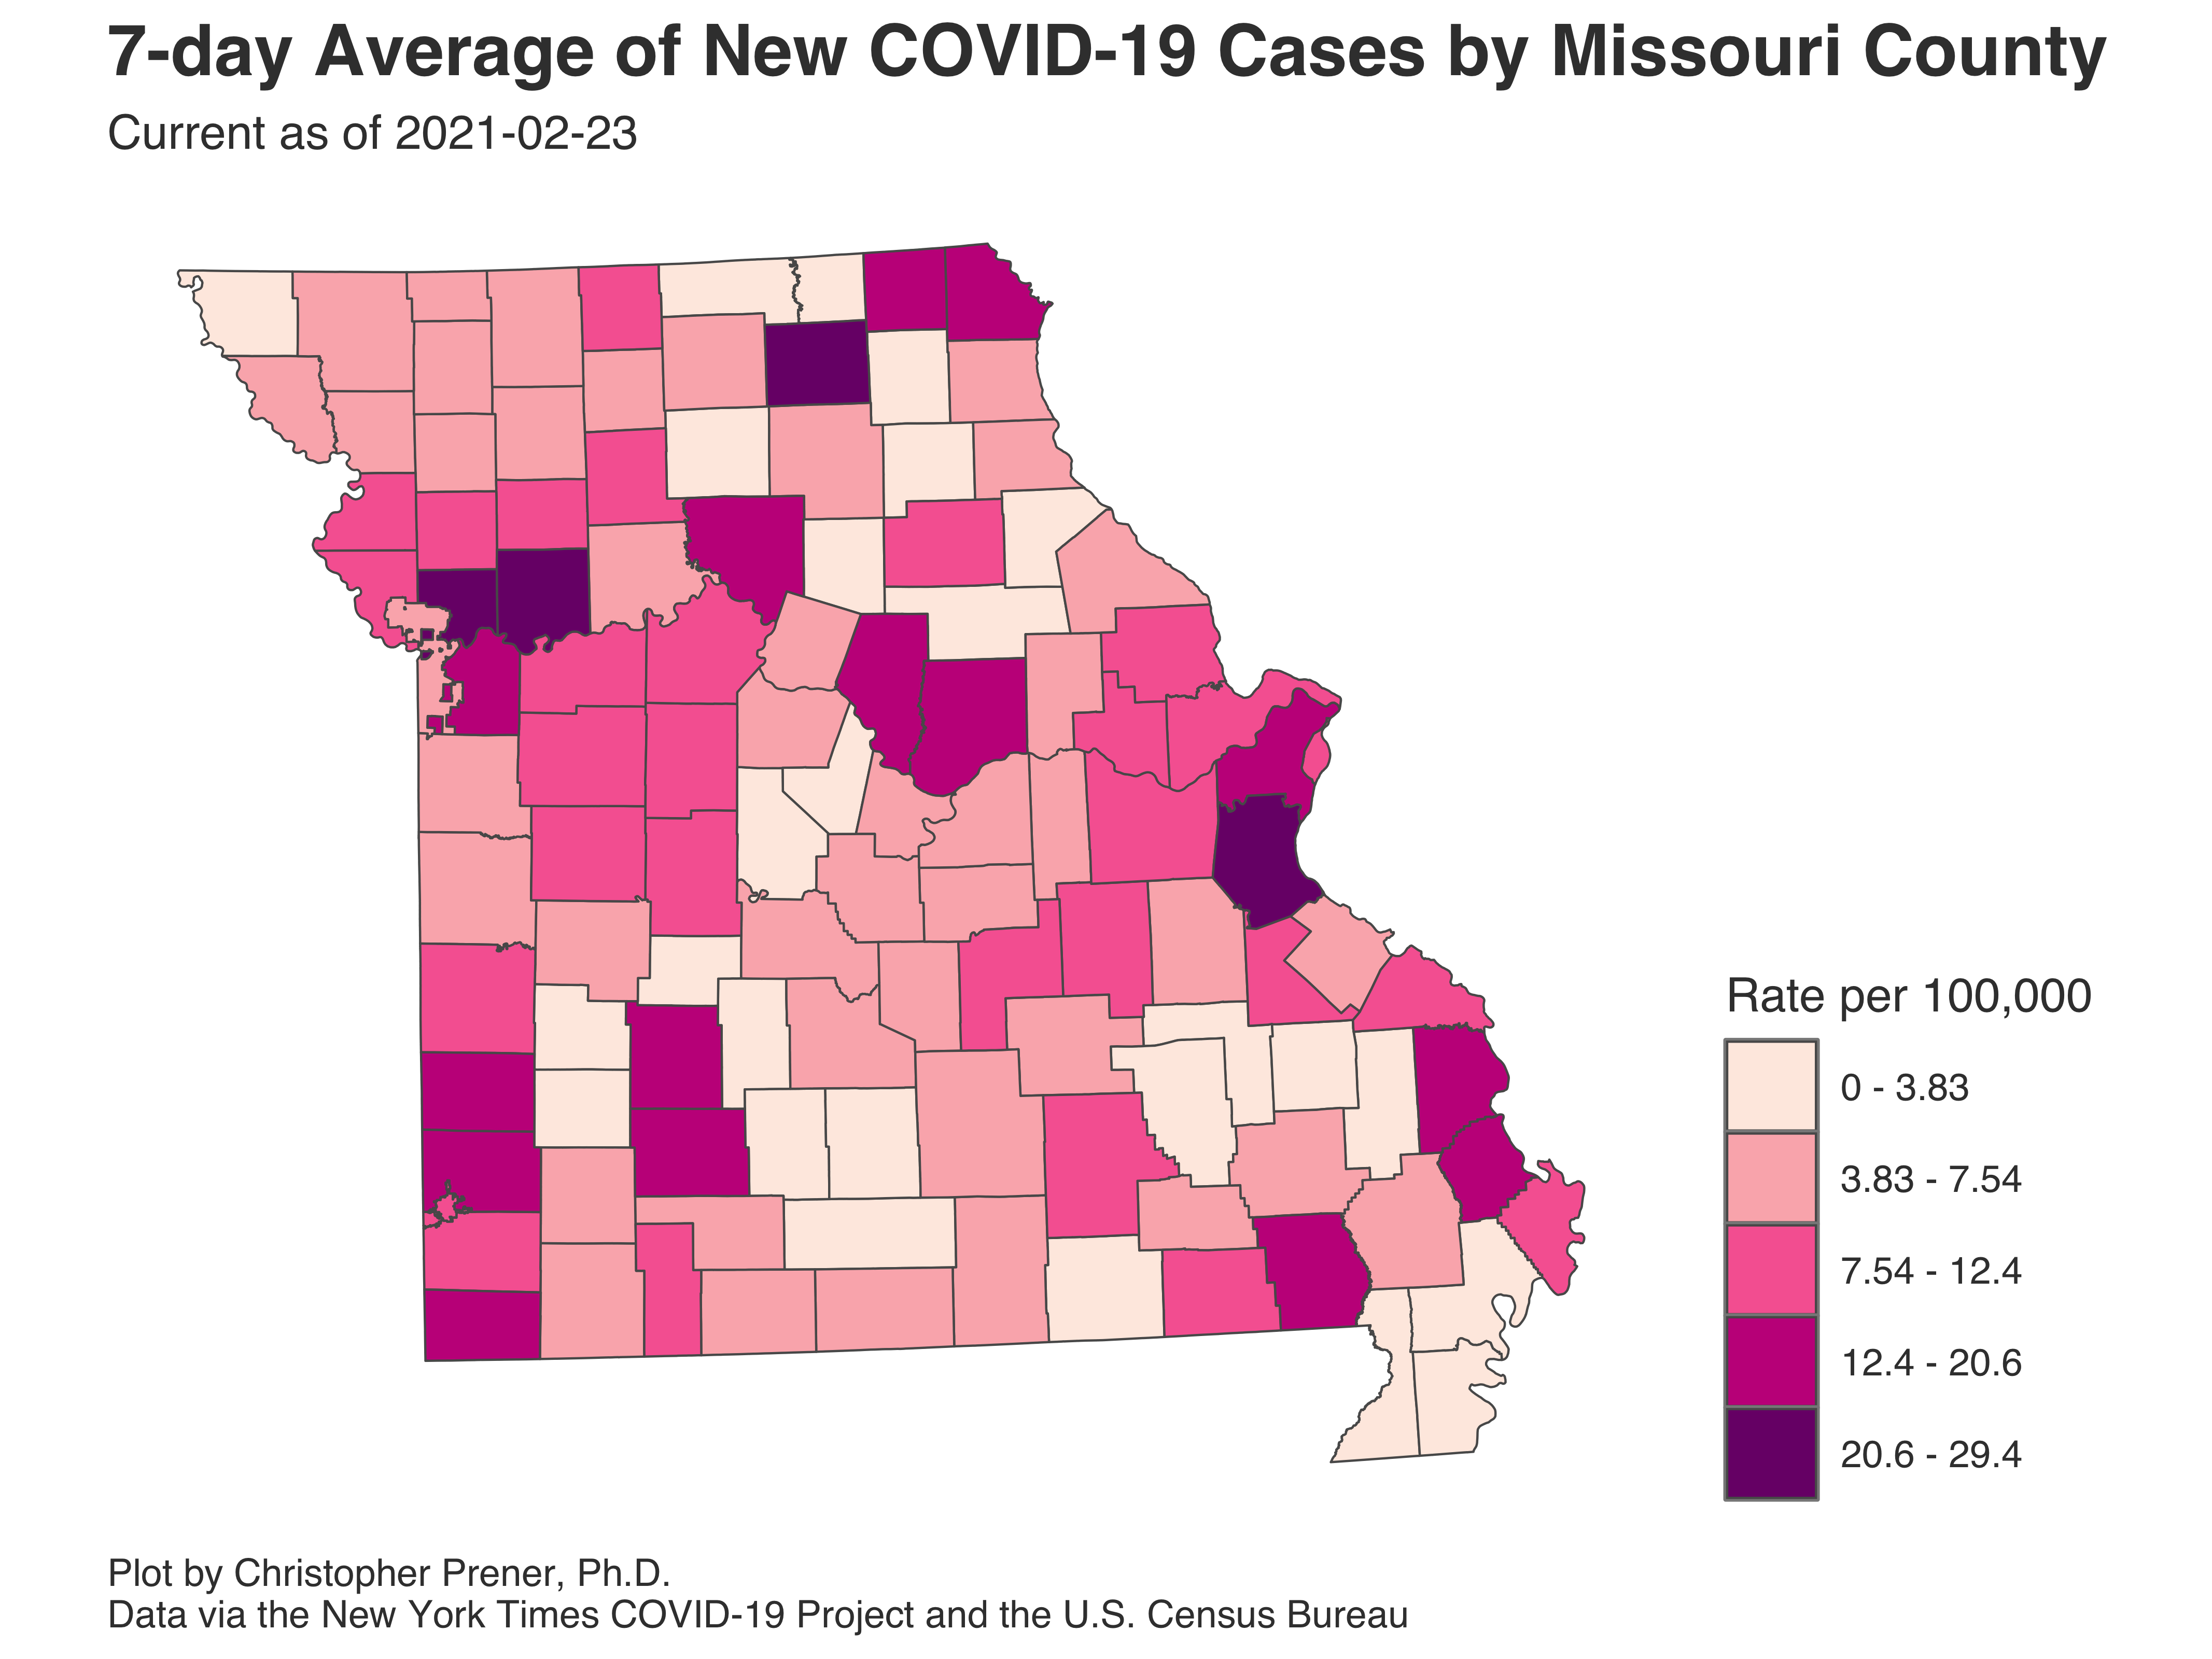 7-day Average of New COVID-19 Cases by Missouri County
Current as of 2021-02-23
Rate per 100,000
0 - 3.83
3.83 - 7.54
7.54 - 12.4
12.4 - 20.6
20.6 - 29.4
Plot by Christopher Prener, Ph.D.
Data via the New York Times COVID-19 Project and the U.S. Census Bureau